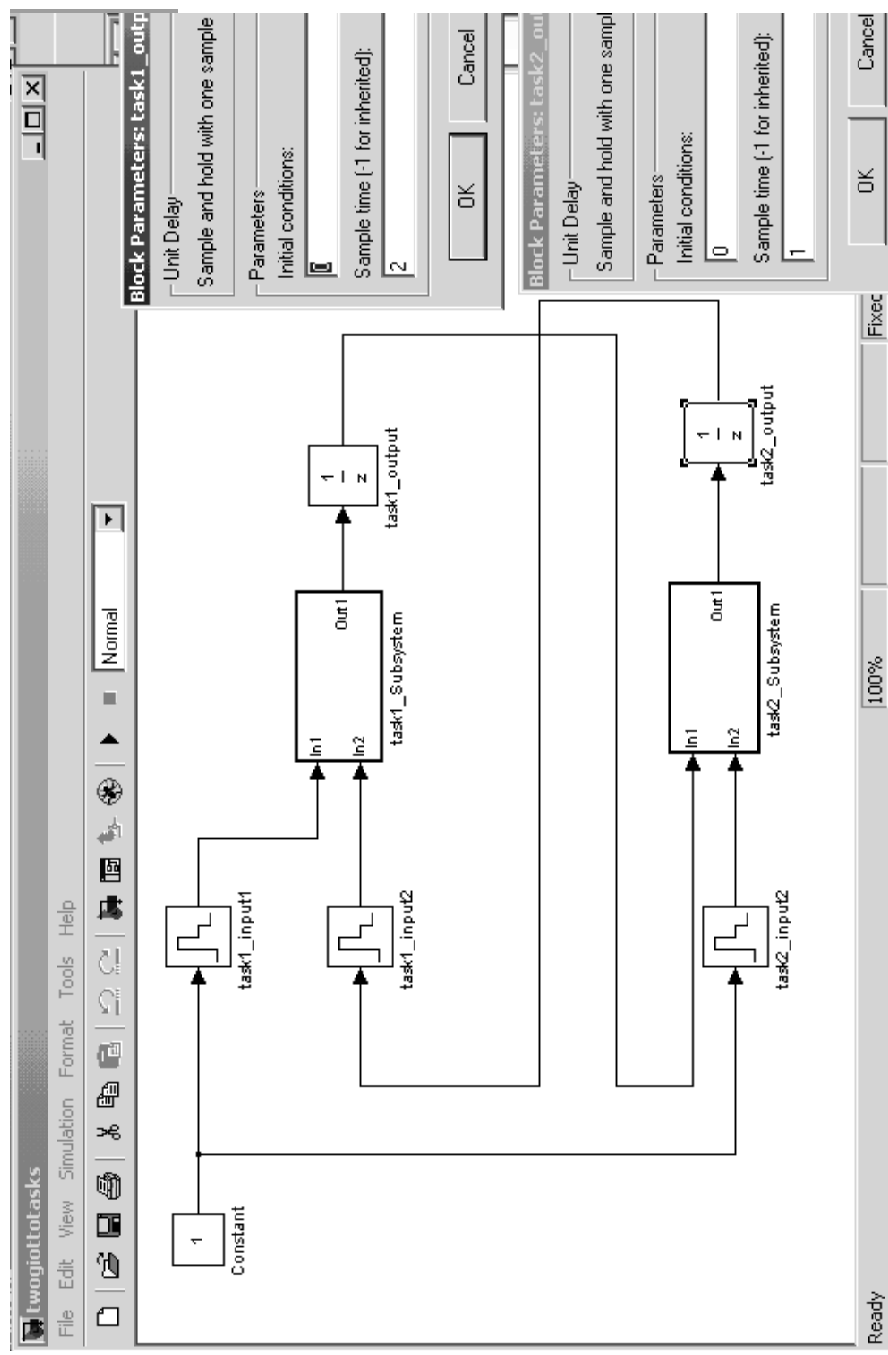 twogiottotasks
File Edit View Simulation Format Tools Help
Normal
1
Constant
task1_input1
task1_input2
In1
In2
Out1
task1_Subsystem
1
z
task1_output
task2_input2
In1
In2
Out1
task2_Subsystem
1
z
task2_output
Ready
100%
Fixed
Block Parameters: task1_outp
Unit Delay
Sample and hold with one sample
Parameters
Initial conditions:
0
Sample time (-1 for inherited):
2
OK Cancel
Block Parameters: task2_ou
Unit Delay
Sample and hold with one sampl
Parameters
Initial conditions:
0
Sample time (-1 for inherited):
1
OK Cancel